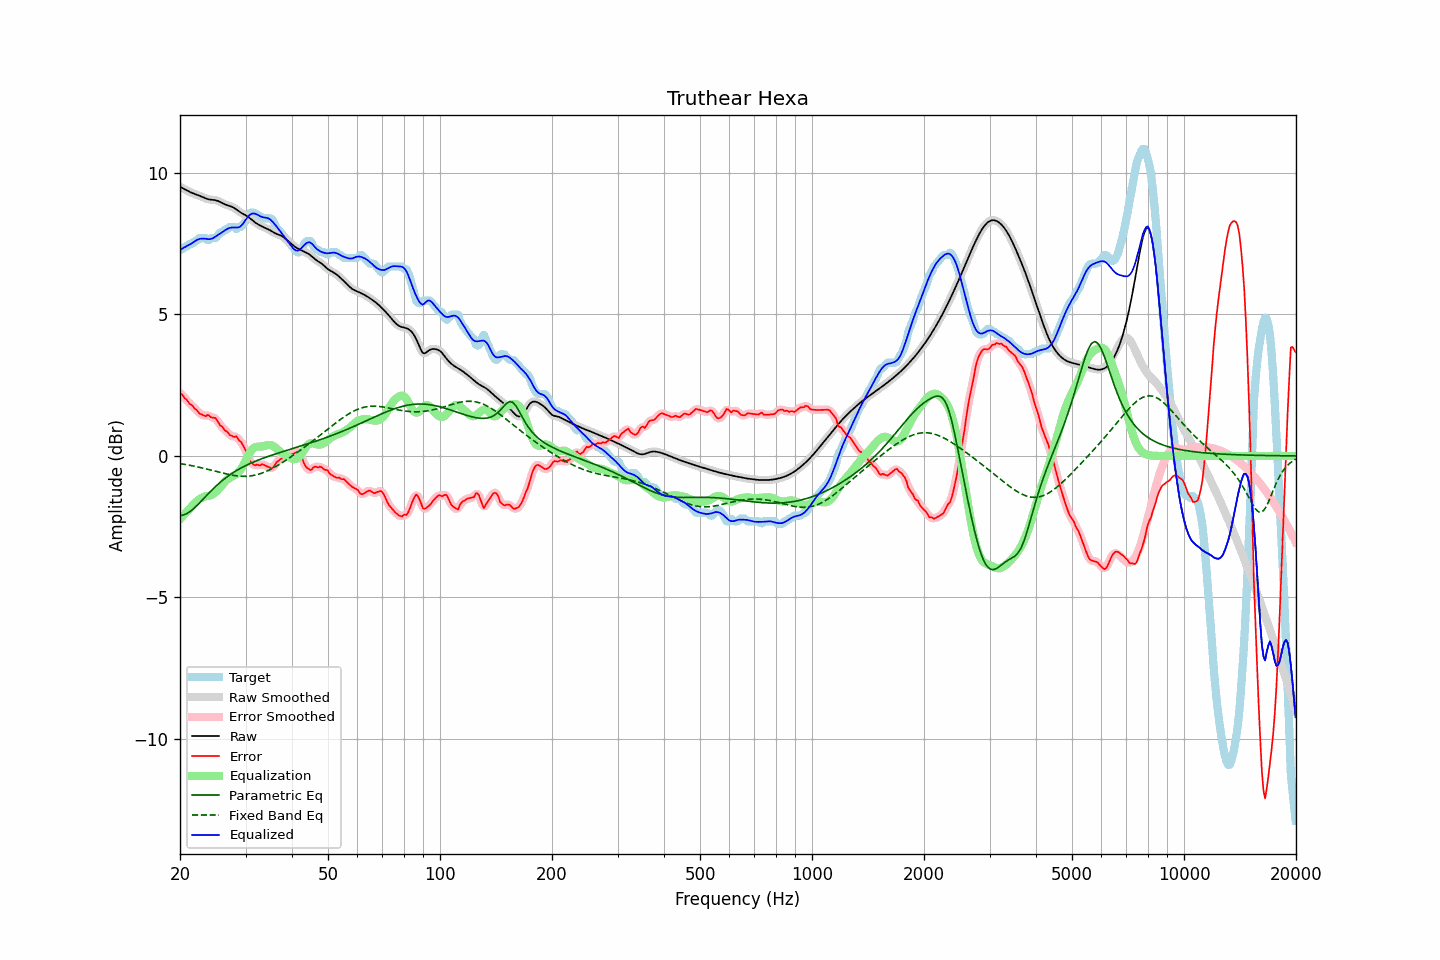 Truthear Hexa
Amplitude (dBr)
10
5
0
−5
−10
Target
Raw Smoothed
Error Smoothed
Raw
Error
Equalization
Parametric Eq
Fixed Band Eq
Equalized
20 50 100 200 500 1000 2000 5000 10000 20000
Frequency (Hz)